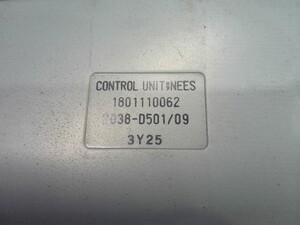 CONTROL UNIT:NEES
1801110062
2038-D501/09
3Y25